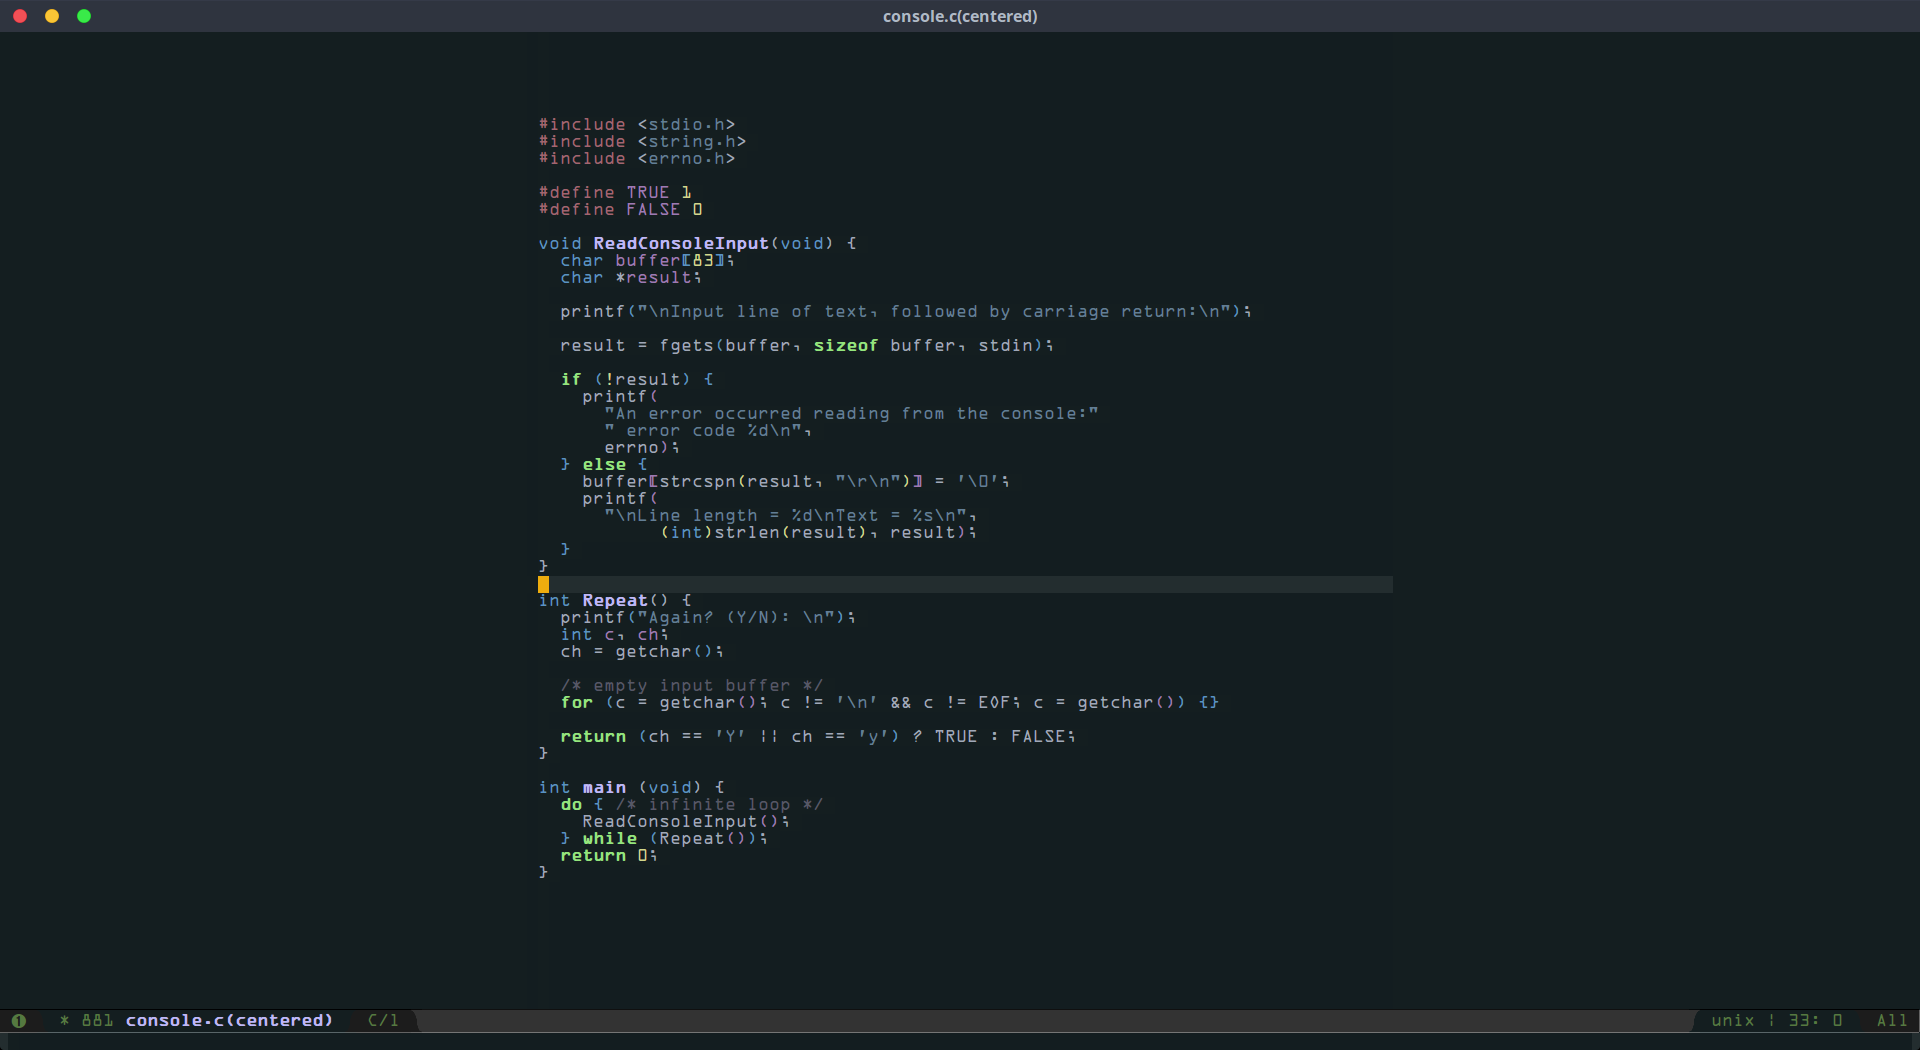 console.c(centered)
#include <stdio.h>
#include <string.h>
#include <errno.h>
#define TRUE 1
#define FALSE 0
void ReadConsoleInput(void) {
  char buffer[83];
  char *result;
  printf("\nInput line of text, followed by carriage return:\n");
  result = fgets(buffer, sizeof buffer, stdin);
  if (!result) {
    printf(
      "An error occurred reading from the console:"
      " error code %d\n",
      errno);
  } else {
    buffer[strcspn(result, "\r\n")] = '\0';
    printf(
      "\nLine length = %d\nText = %s\n",
           (int)strlen(result), result);
  }
}
int Repeat() {
  printf("Again? (Y/N): \n");
  int c, ch;
  ch = getchar();
  /* empty input buffer */
  for (c = getchar(); c != '\n' && c != EOF; c = getchar()) {}
  return (ch == 'Y' || ch == 'y') ? TRUE : FALSE;
}
int main (void) {
  do { /* infinite loop */
    ReadConsoleInput();
  } while (Repeat());
  return 0;
}
1 * 881 console.c(centered) C/l unix | 33: 0 All